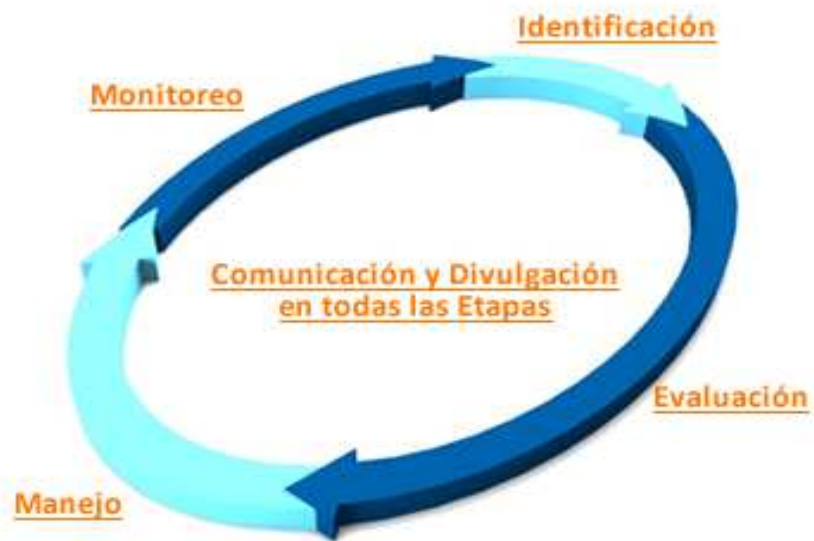 Identificación
Monitoreo
Comunicación y Divulgación
en todas las Etapas
Evaluación
Manejo